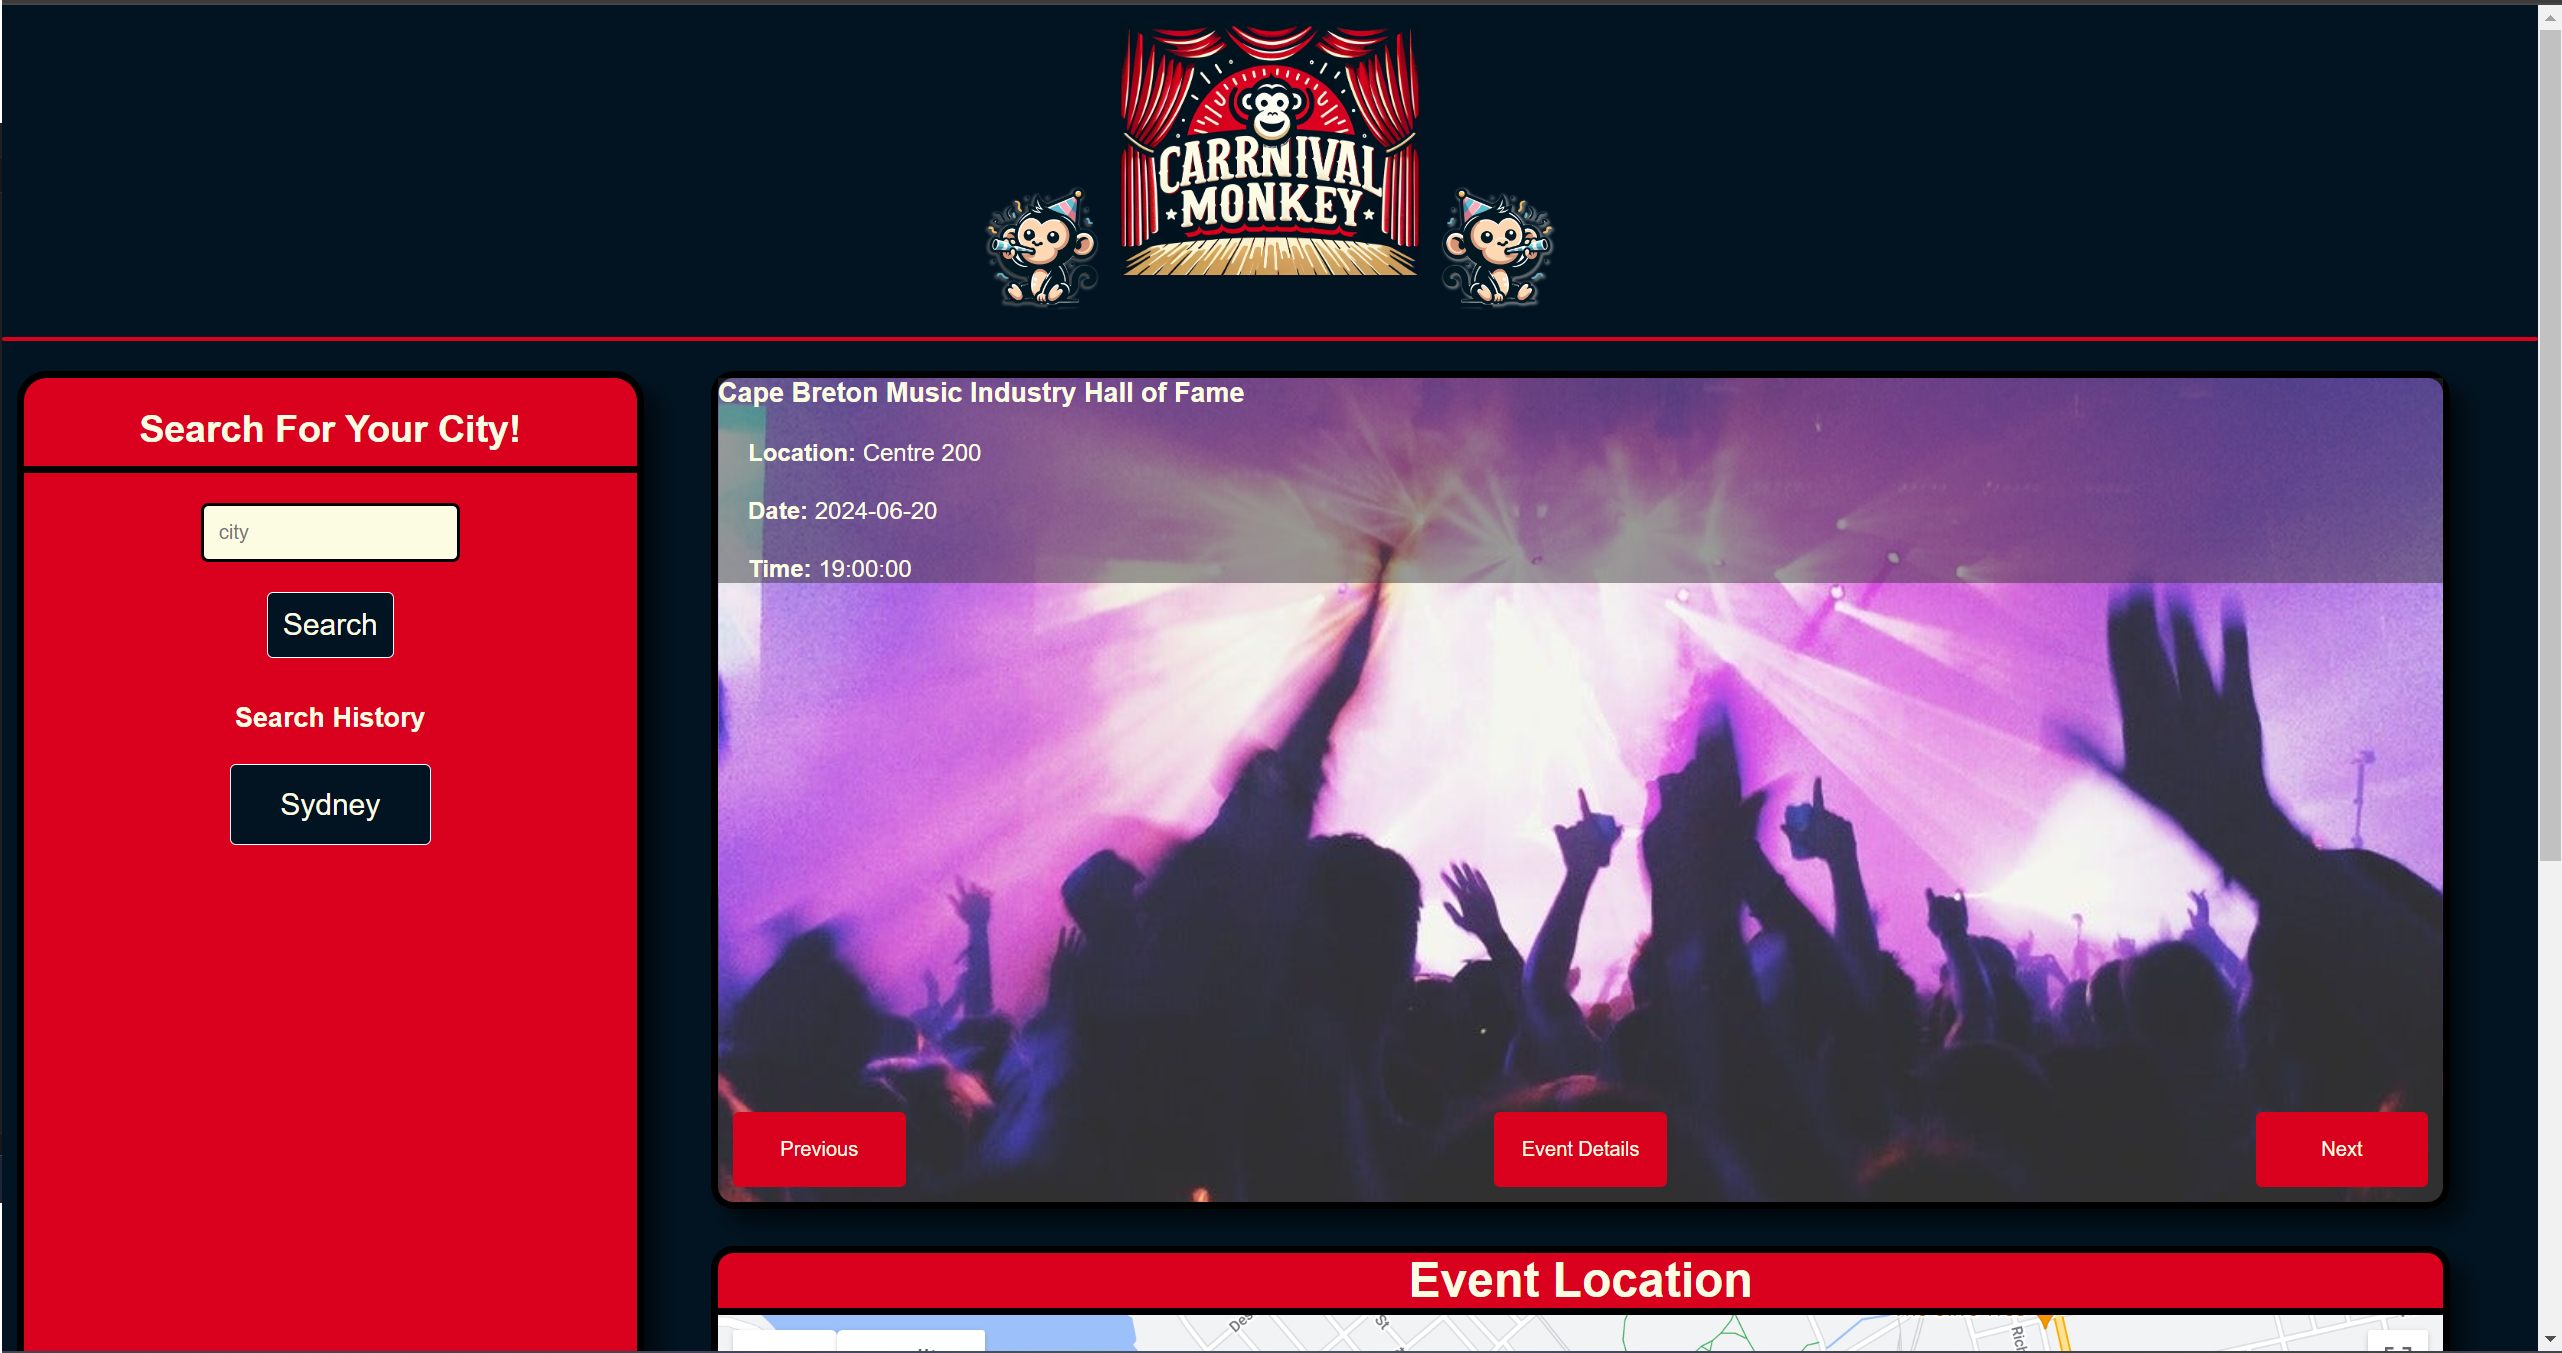 CARRNIVAL
MONKEY
Search For Your City!
city
Search
Search History
Sydney
Cape Breton Music Industry Hall of Fame
Location: Centre 200
Date: 2024-06-20
Time: 19:00:00
Previous
Event Details
Next
Event Location
St